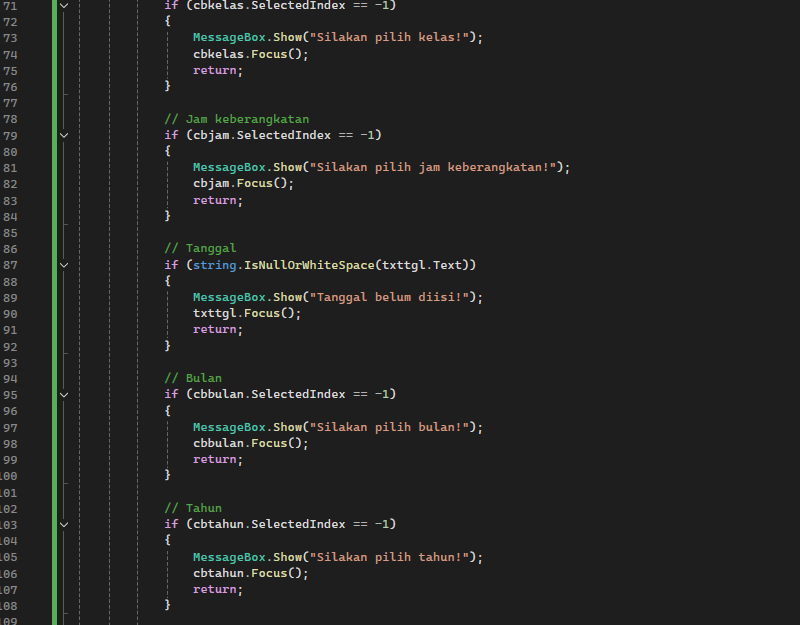 71 if (cbkelas.SelectedIndex == -1)
72 {
73 MessageBox.Show("Silakan pilih kelas!");
74 cbkelas.Focus();
75 return;
76 }
77
78 // Jam keberangkatan
79 if (cbjam.SelectedIndex == -1)
80 {
81 MessageBox.Show("Silakan pilih jam keberangkatan!");
82 cbjam.Focus();
83 return;
84 }
85
86 // Tanggal
87 if (string.IsNullOrWhiteSpace(txttgl.Text))
88 {
89 MessageBox.Show("Tanggal belum diisi!");
90 txttgl.Focus();
91 return;
92 }
93
94 // Bulan
95 if (cbbulan.SelectedIndex == -1)
96 {
97 MessageBox.Show("Silakan pilih bulan!");
98 cbbulan.Focus();
99 return;
100 }
101
102 // Tahun
103 if (cbtahun.SelectedIndex == -1)
104 {
105 MessageBox.Show("Silakan pilih tahun!");
106 cbtahun.Focus();
107 return;
108 }
109